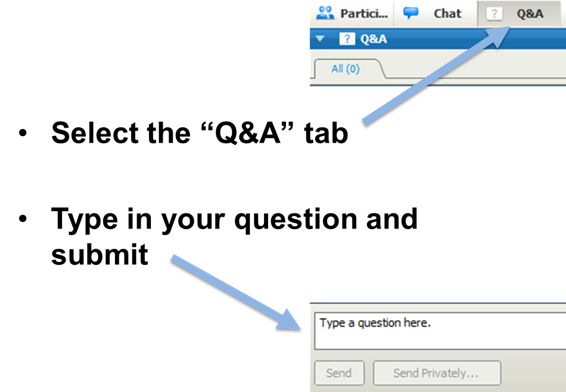 Partici... Chat ? Q&A
? Q&A
All (0)
• Select the “Q&A” tab
• Type in your question and
submit
Type a question here.
Send Send Privately...